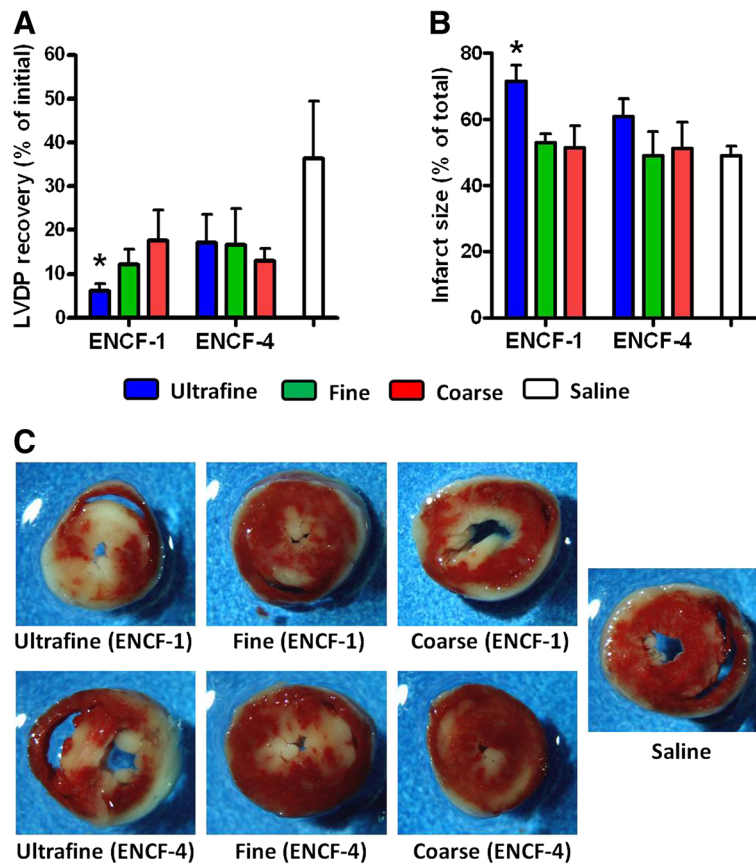 A
LVDP recovery (% of initial)
60
50
40
30
20
10
0
*
ENCF-1 ENCF-4
B
Infarct size (% of total)
80
60
40
20
0
*
ENCF-1 ENCF-4
Ultrafine Fine Coarse Saline
C
Ultrafine (ENCF-1) Fine (ENCF-1) Coarse (ENCF-1)
Saline
Ultrafine (ENCF-4) Fine (ENCF-4) Coarse (ENCF-4)